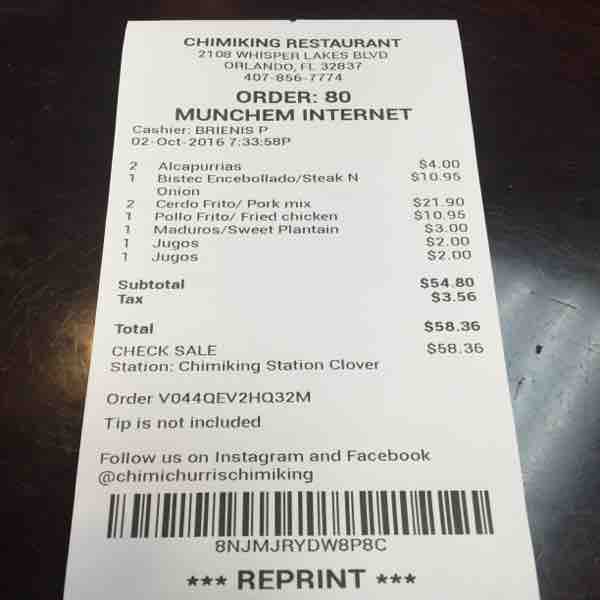 CHIMIKING RESTAURANT
2108 WHISPER LAKES BLVD
ORLANDO, FL 32837
407-856-7774
ORDER: 80
MUNCHEM INTERNET
Cashier: BRIENIS P
02-Oct-2016 7:33:58P
2 Alcapurrias $4.00
1 Bistec Encebollado/Steak N $10.95
Onion
2 Cerdo Frito/ Pork mix $21.90
1 Pollo Frito/ Fried chicken $10.95
1 Maduros/Sweet Plantain $3.00
1 Jugos $2.00
1 Jugos $2.00
Subtotal $54.80
Tax $3.56
Total $58.36
CHECK SALE $58.36
Station: Chimiking Station Clover
Order V044QEV2HQ32M
Tip is not included
Follow us on Instagram and Facebook
@chimichurrischimiking
8NJMJRYDW8P8C
*** REPRINT ***